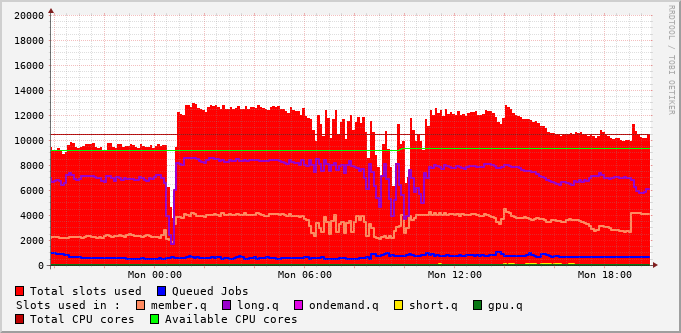 20000
18000
16000
14000
12000
10000
8000
6000
4000
2000
0
Mon 00:00 Mon 06:00 Mon 12:00 Mon 18:00
RRDTOOL / TOBI OETIKER
Total slots used Queued Jobs
Slots used in : member.q long.q ondemand.q short.q gpu.q
Total CPU cores Available CPU cores